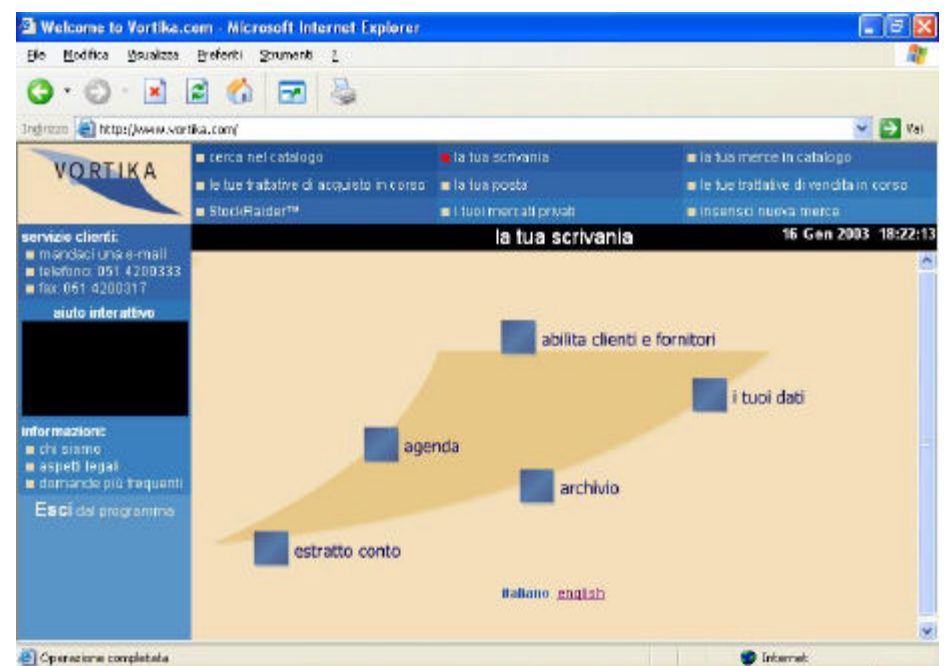 Welcome to Vortika.com - Microsoft Internet Explorer
File Modifica Visualizza Preferiti Strumenti ?
Indirizzo http://www.vortika.com/ Vai
VORTIKA
cerca nel catalogo la tua scrivania la tua merce in catalogo
le tue trattative di acquisto in corso la tua posta le tue trattative di vendita in corso
StockRaider™ i tuoi mercati privati inserisci nuova merce
servizio clienti: la tua scrivania 16 Gen 2003 18:22:13
mandaci una e-mail
telefono: 051 4200333
fax: 051 4200317
aiuto interattivo
abilita clienti e fornitori
i tuoi dati
agenda
archivio
estratto conto
informazioni:
chi siamo
aspetti legali
domande più frequenti
Esci dal programma
italiano english
Operazione completata Internet